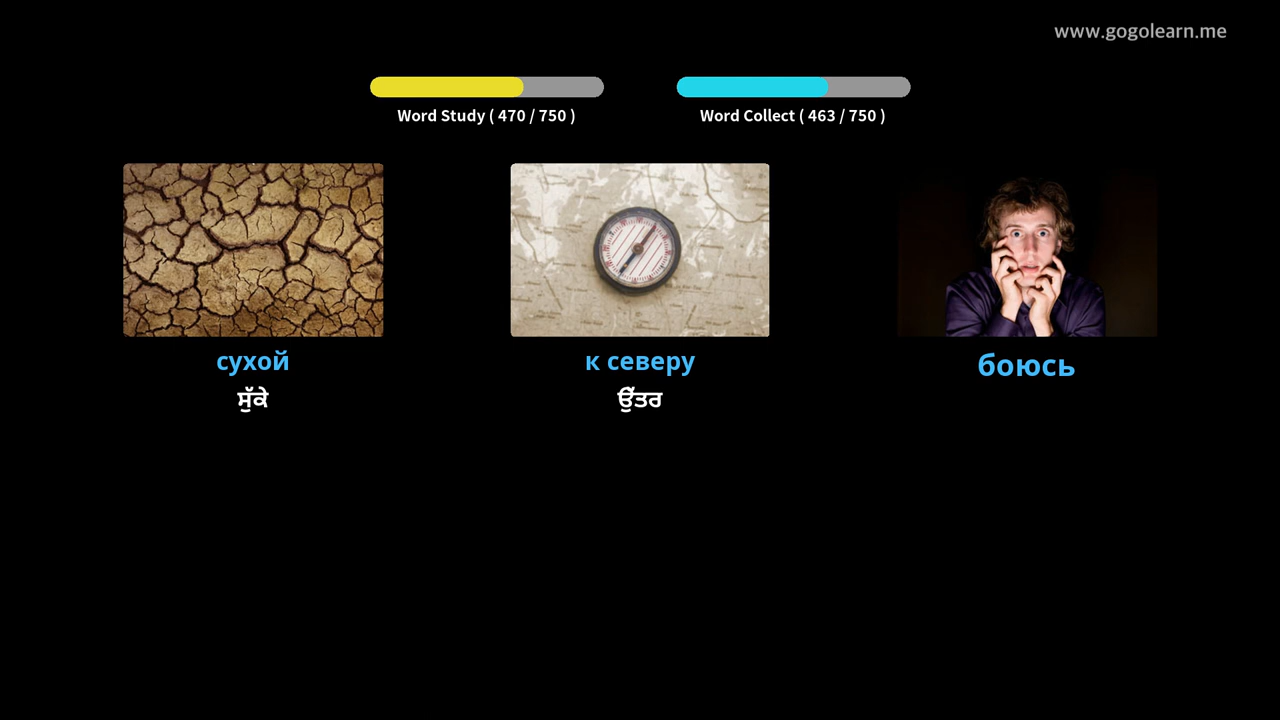 www.gogolearn.me
Word Study ( 470 / 750 )
Word Collect ( 463 / 750 )
сухой
ਸੁੱਕੇ
к северу
ਉੱਤਰ
боюсь